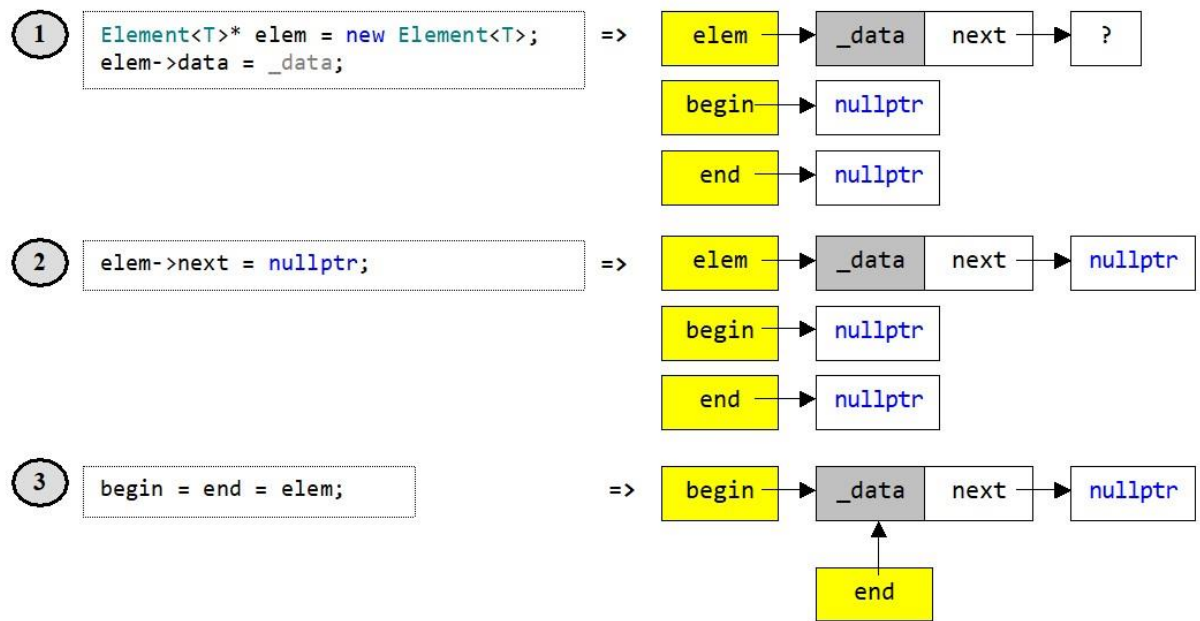 1
Element<T>* elem = new Element<T>;
elem->data = _data;
=>
elem _data next ?
begin nullptr
end nullptr
2
elem->next = nullptr;
=>
elem _data next nullptr
begin nullptr
end nullptr
3
begin = end = elem;
=>
begin _data next nullptr
end